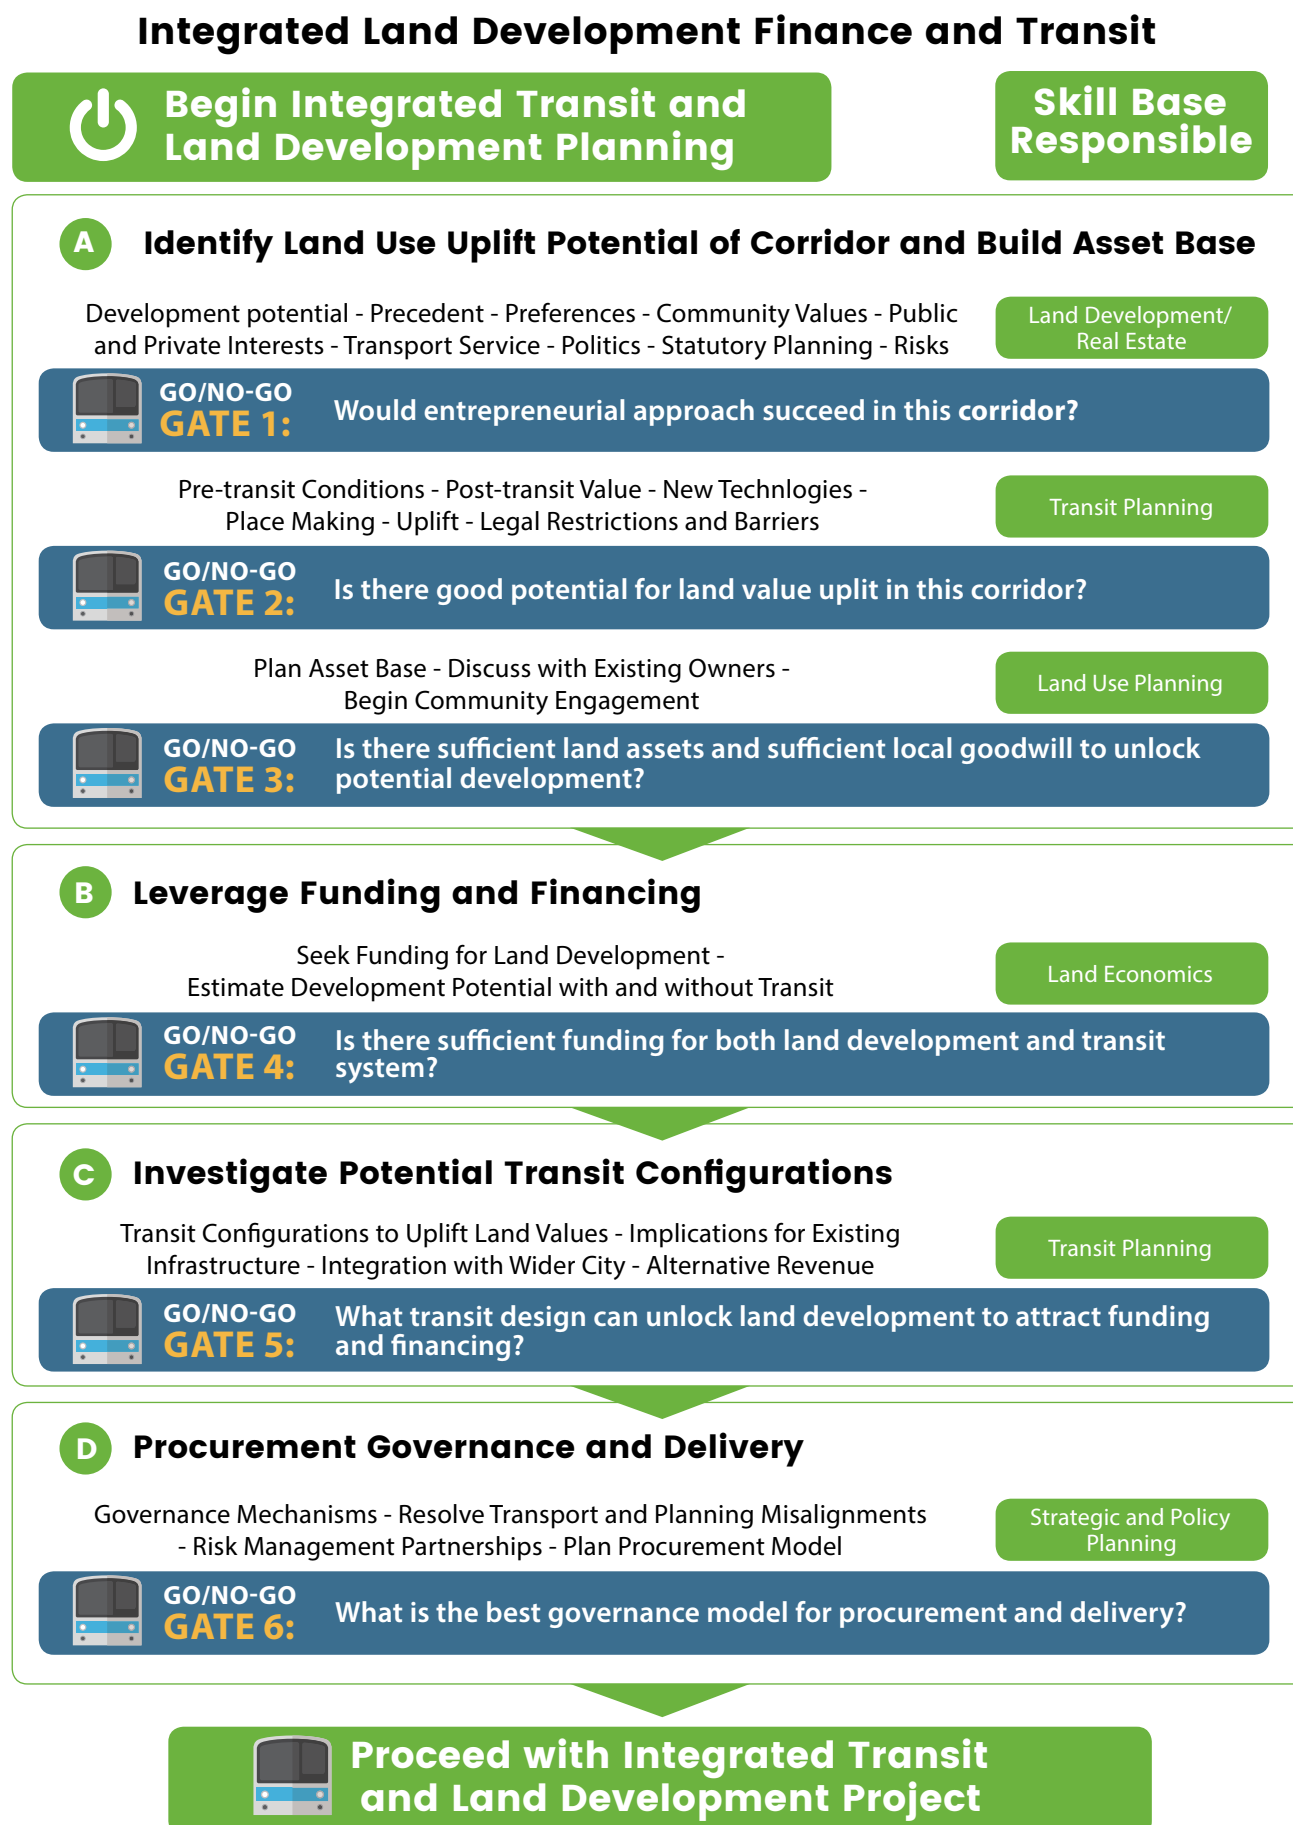 Integrated Land Development Finance and Transit
Begin Integrated Transit and
Land Development Planning
Skill Base
Responsible
A
Identify Land Use Uplift Potential of Corridor and Build Asset Base
Development potential - Precedent - Preferences - Community Values - Public
and Private Interests - Transport Service - Politics - Statutory Planning - Risks
Land Development/
Real Estate
GO/NO-GO
GATE 1:
Would entrepreneurial approach succeed in this corridor?
Pre-transit Conditions - Post-transit Value - New Technlogies -
Place Making - Uplift - Legal Restrictions and Barriers
Transit Planning
GO/NO-GO
GATE 2:
Is there good potential for land value uplit in this corridor?
Plan Asset Base - Discuss with Existing Owners -
Begin Community Engagement
Land Use Planning
GO/NO-GO
GATE 3:
Is there sufficient land assets and sufficient local goodwill to unlock
potential development?
B
Leverage Funding and Financing
Seek Funding for Land Development -
Estimate Development Potential with and without Transit
Land Economics
GO/NO-GO
GATE 4:
Is there sufficient funding for both land development and transit
system?
C
Investigate Potential Transit Configurations
Transit Configurations to Uplift Land Values - Implications for Existing
Infrastructure - Integration with Wider City - Alternative Revenue
Transit Planning
GO/NO-GO
GATE 5:
What transit design can unlock land development to attract funding
and financing?
D
Procurement Governance and Delivery
Governance Mechanisms - Resolve Transport and Planning Misalignments
- Risk Management Partnerships - Plan Procurement Model
Strategic and Policy
Planning
GO/NO-GO
GATE 6:
What is the best governance model for procurement and delivery?
Proceed with Integrated Transit
and Land Development Project